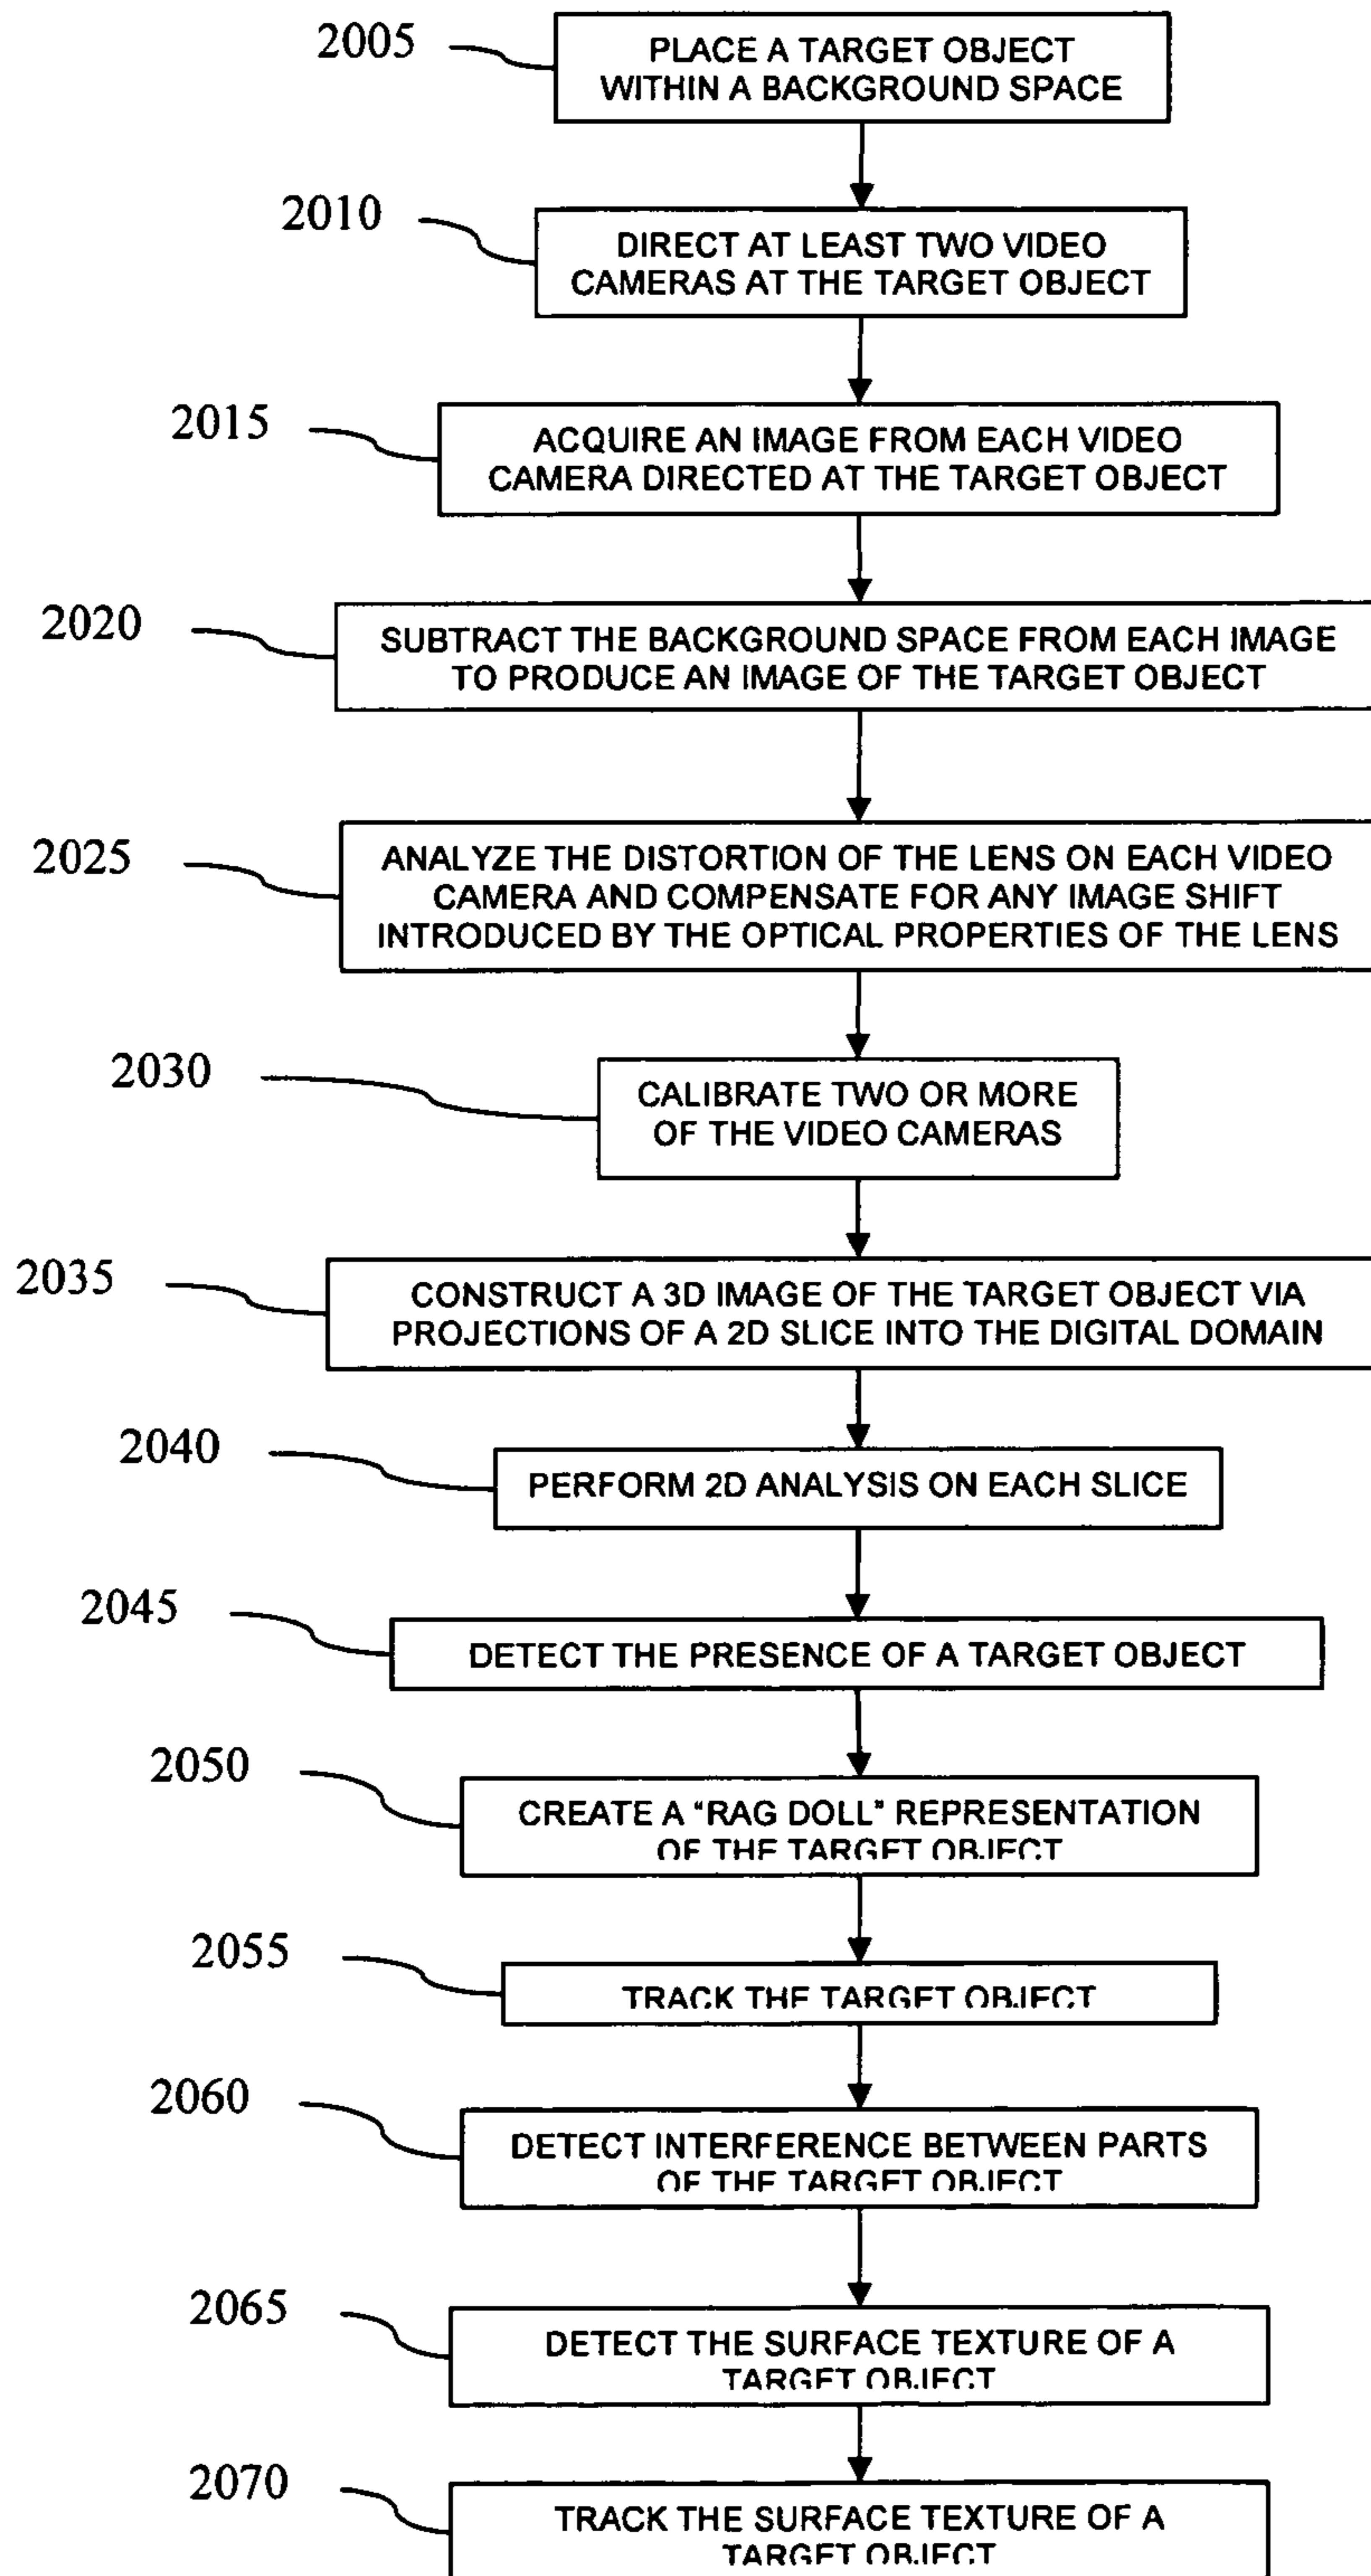 2005
PLACE A TARGET OBJECT
WITHIN A BACKGROUND SPACE
2010
DIRECT AT LEAST TWO VIDEO
CAMERAS AT THE TARGET OBJECT
2015
ACQUIRE AN IMAGE FROM EACH VIDEO
CAMERA DIRECTED AT THE TARGET OBJECT
2020
SUBTRACT THE BACKGROUND SPACE FROM EACH IMAGE
TO PRODUCE AN IMAGE OF THE TARGET OBJECT
2025
ANALYZE THE DISTORTION OF THE LENS ON EACH VIDEO
CAMERA AND COMPENSATE FOR ANY IMAGE SHIFT
INTRODUCED BY THE OPTICAL PROPERTIES OF THE LENS
2030
CALIBRATE TWO OR MORE
OF THE VIDEO CAMERAS
2035
CONSTRUCT A 3D IMAGE OF THE TARGET OBJECT VIA
PROJECTIONS OF A 2D SLICE INTO THE DIGITAL DOMAIN
2040
PERFORM 2D ANALYSIS ON EACH SLICE
2045
DETECT THE PRESENCE OF A TARGET OBJECT
2050
CREATE A "RAG DOLL" REPRESENTATION
OF THE TARGET OBJECT
2055
TRACK THE TARGET OBJECT
2060
DETECT INTERFERENCE BETWEEN PARTS
OF THE TARGET OBJECT
2065
DETECT THE SURFACE TEXTURE OF A
TARGET OBJECT
2070
TRACK THE SURFACE TEXTURE OF A
TARGET OBJECT